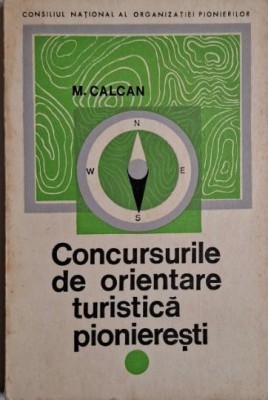 CONSILIUL NAȚIONAL AL ORGANIZAȚIEI PIONIERILOR
M. CALCAN
N
W E
S
Concursurile
de orientare
turistică
pionierești